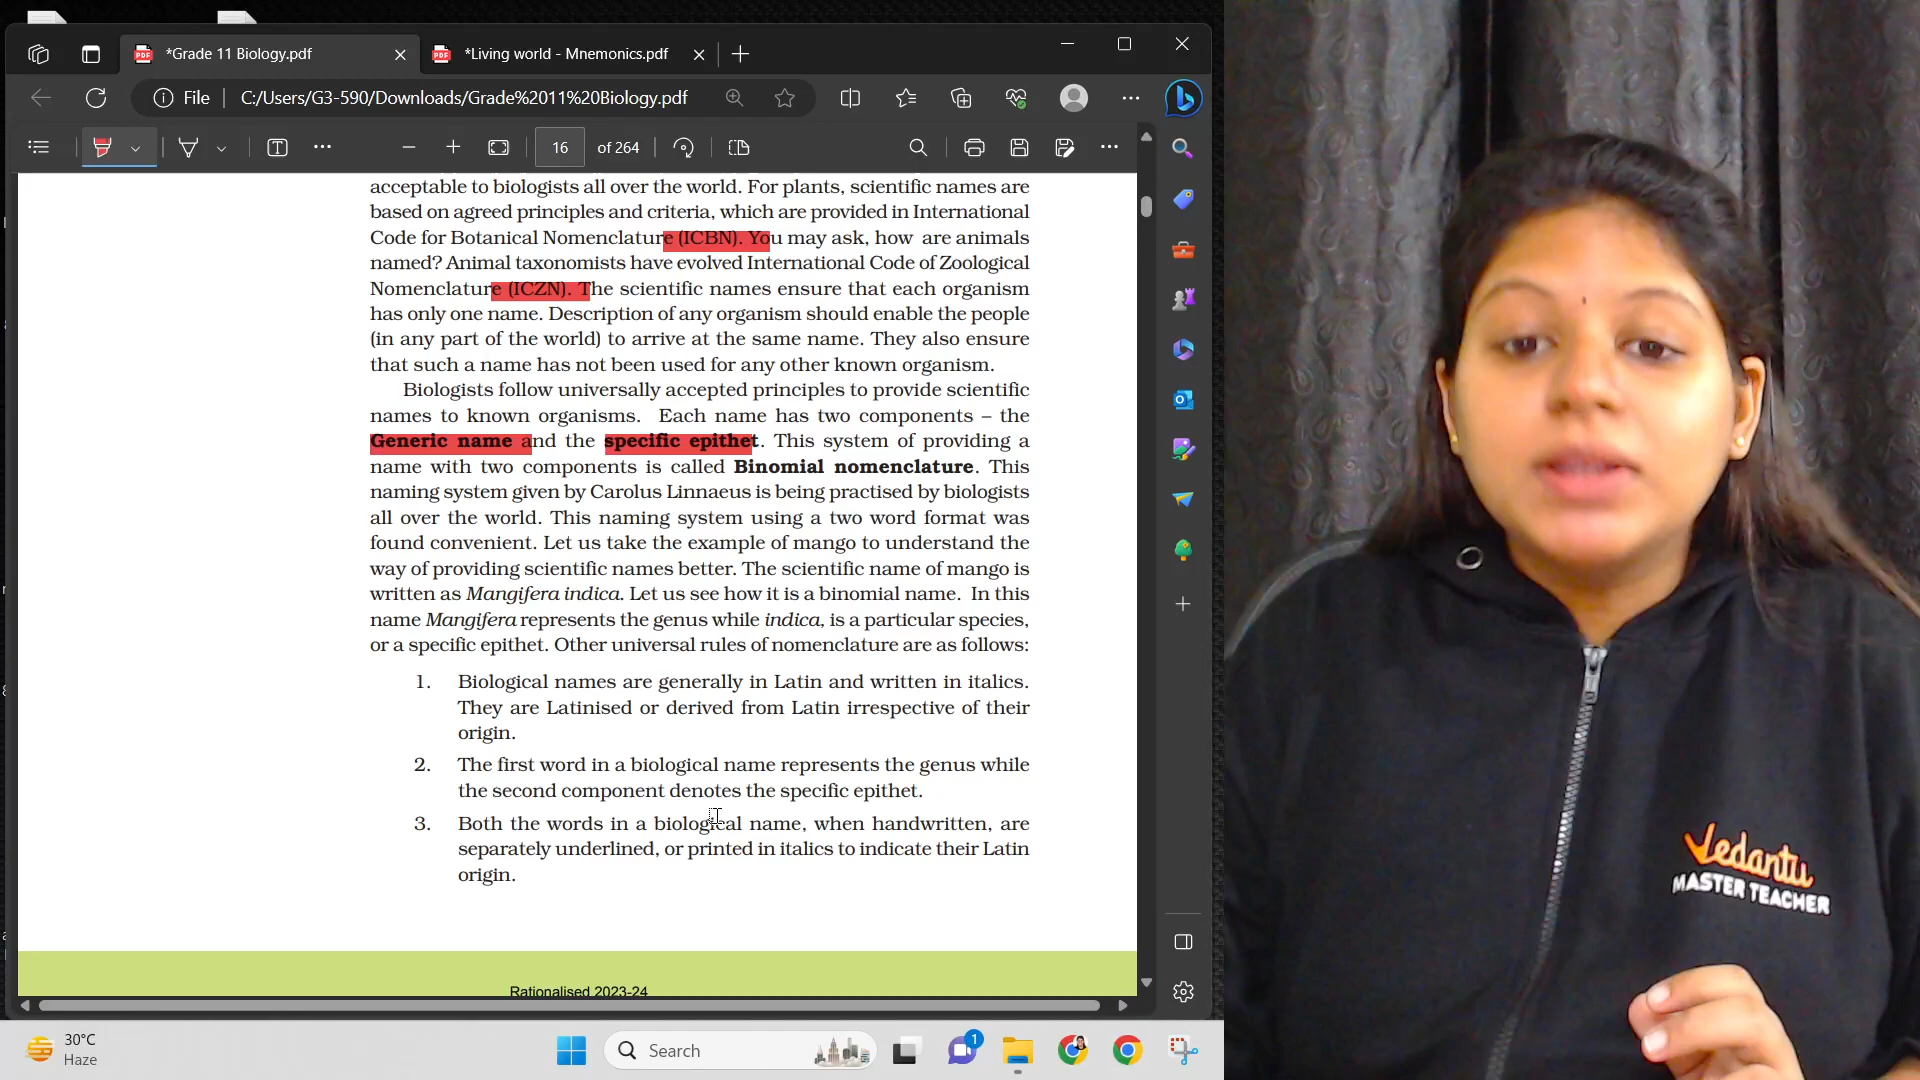 *Grade 11 Biology.pdf
*Living world - Mnemonics.pdf
File
C:/Users/G3-590/Downloads/Grade%2011%20Biology.pdf
16 of 264
acceptable to biologists all over the world. For plants, scientific names are
based on agreed principles and criteria, which are provided in International
Code for Botanical Nomenclature (ICBN). You may ask, how are animals
named? Animal taxonomists have evolved International Code of Zoological
Nomenclature (ICZN). The scientific names ensure that each organism
has only one name. Description of any organism should enable the people
(in any part of the world) to arrive at the same name. They also ensure
that such a name has not been used for any other known organism.
Biologists follow universally accepted principles to provide scientific
names to known organisms. Each name has two components – the
Generic name and the specific epithet. This system of providing a
name with two components is called Binomial nomenclature. This
naming system given by Carolus Linnaeus is being practised by biologists
all over the world. This naming system using a two word format was
found convenient. Let us take the example of mango to understand the
way of providing scientific names better. The scientific name of mango is
written as Mangifera indica. Let us see how it is a binomial name. In this
name Mangifera represents the genus while indica, is a particular species,
or a specific epithet. Other universal rules of nomenclature are as follows:
1. Biological names are generally in Latin and written in italics.
They are Latinised or derived from Latin irrespective of their
origin.
2. The first word in a biological name represents the genus while
the second component denotes the specific epithet.
3. Both the words in a biological name, when handwritten, are
separately underlined, or printed in italics to indicate their Latin
origin.
Rationalised 2023-24
30°C
Haze
Search
1
Vedantu
MASTER TEACHER